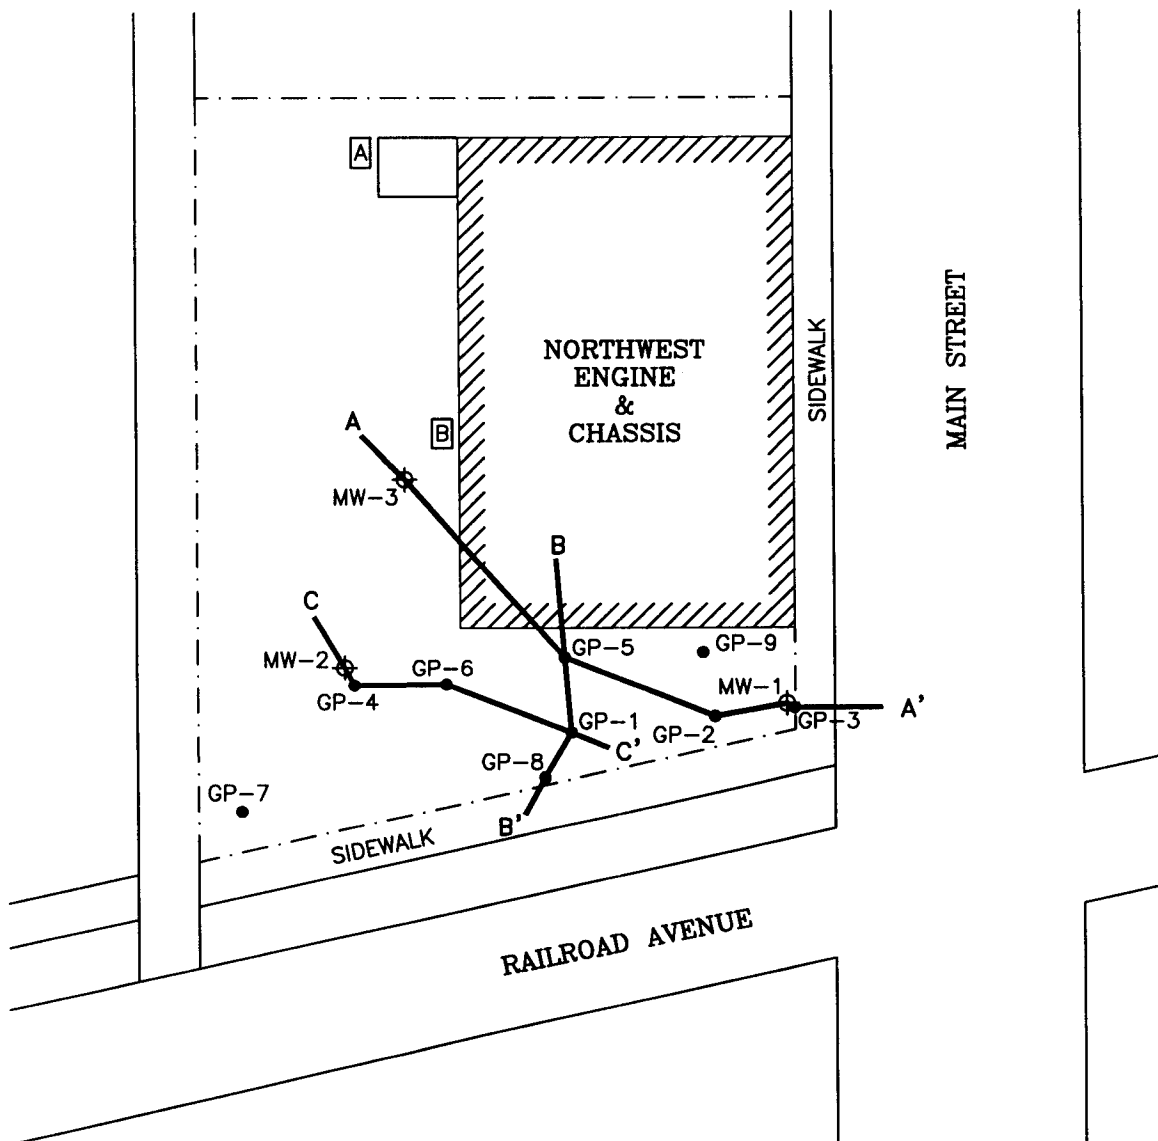 A
NORTHWEST
ENGINE
&
CHASSIS
SIDEWALK
MAIN STREET
A
B
MW-3
B
C
MW-2
GP-6
GP-5
GP-9
GP-4
MW-1
GP-1
GP-2
GP-3
A'
C'
GP-8
GP-7
B'
SIDEWALK
RAILROAD AVENUE